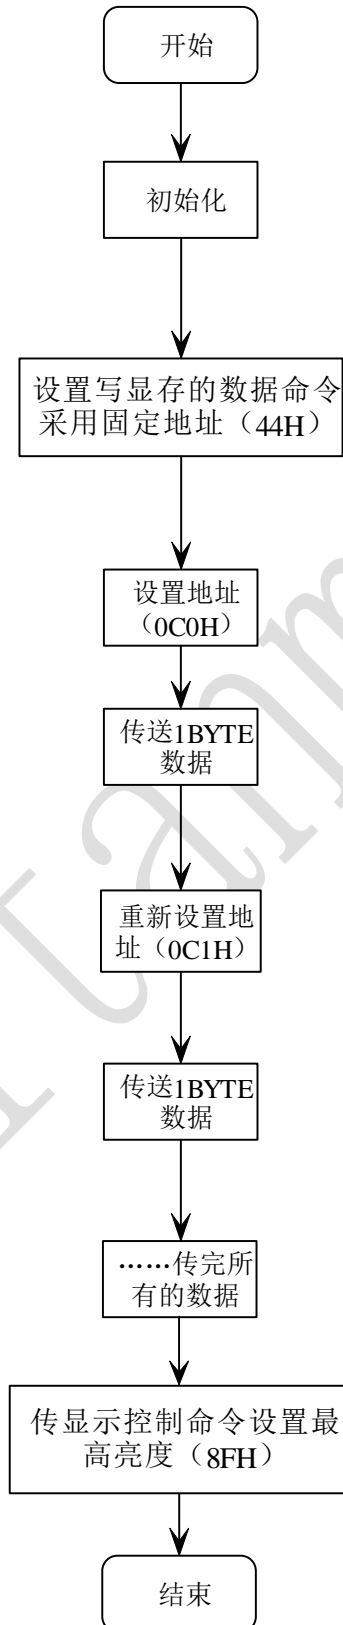 开始
初始化
设置写显存的数据命令
采用固定地址（44H）
设置地址
（0C0H）
传送1BYTE
数据
重新设置地
址（0C1H）
传送1BYTE
数据
……传完所
有的数据
传显示控制命令设置最
高亮度（8FH）
结束